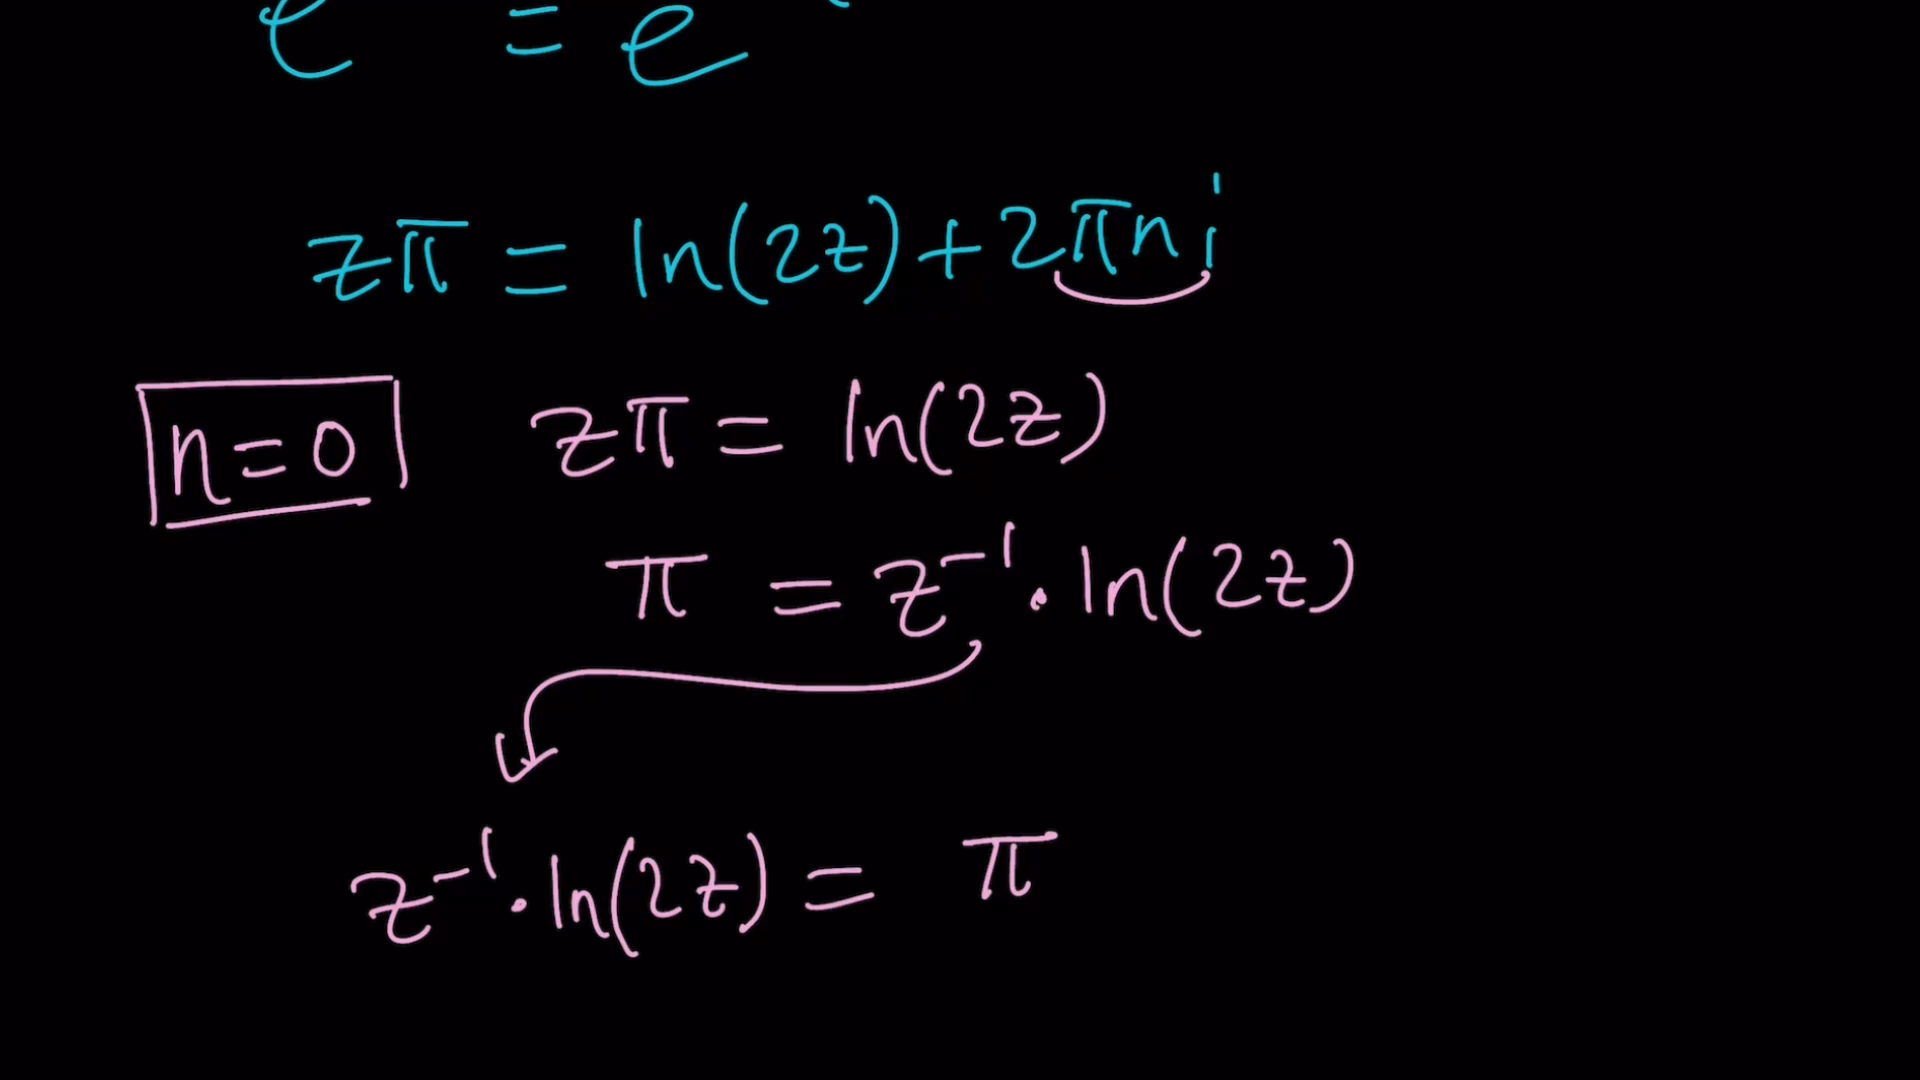 e = e
zπ = ln(2z) + 2πni
n=0 zπ = ln(2z)
π = z⁻¹ · ln(2z)
z⁻¹ · ln(2z) = π